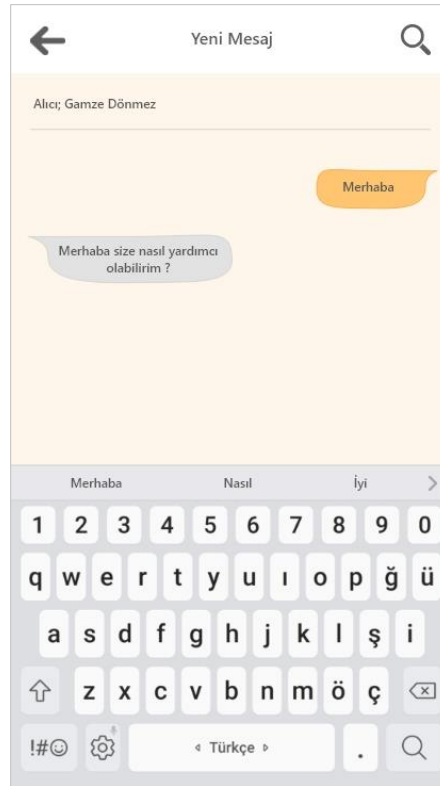 Yeni Mesaj
Alıcı; Gamze Dönmez
Merhaba
Merhaba size nasıl yardımcı
olabilirim ?
Merhaba Nasıl İyi
1 2 3 4 5 6 7 8 9 0
q w e r t y u ı o p ğ ü
a s d f g h j k l ş i
z x c v b n m ö ç
!#☺ Türkçe .